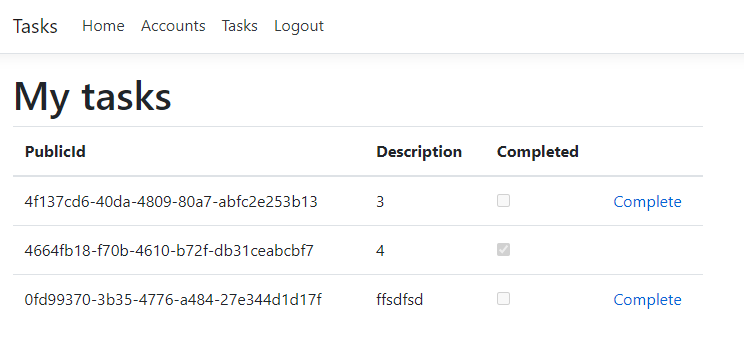 Tasks Home Accounts Tasks Logout
My tasks
PublicId Description Completed
4f137cd6-40da-4809-80a7-abfc2e253b13 3 Complete
4664fb18-f70b-4610-b72f-db31ceabcbf7 4
0fd99370-3b35-4776-a484-27e344d1d17f ffsdfsd Complete